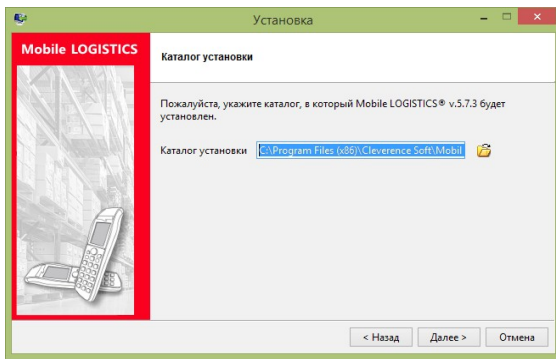 Установка
Mobile LOGISTICS
Каталог установки
Пожалуйста, укажите каталог, в который Mobile LOGISTICS® v.5.7.3 будет
установлен.
Каталог установки C:\Program Files (x86)\Cleverence Soft\Mobil
< Назад Далее > Отмена